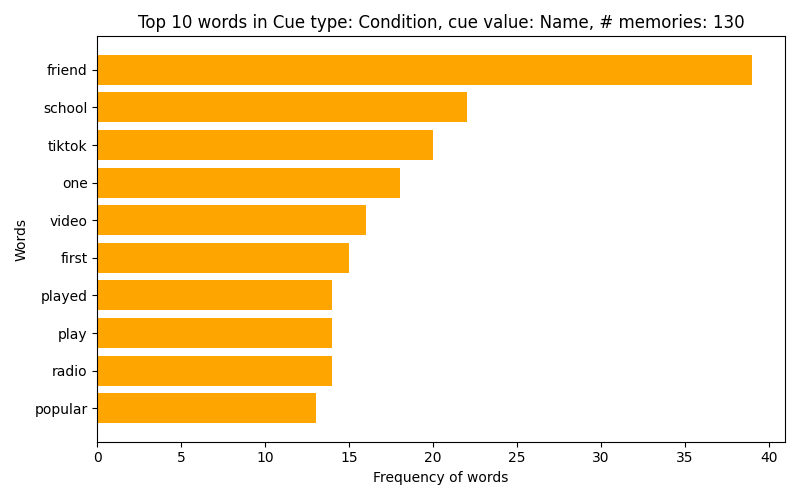 Top 10 words in Cue type: Condition, cue value: Name, # memories: 130
friend
school
tiktok
one
video
first
played
play
radio
popular
Words
0 5 10 15 20 25 30 35 40
Frequency of words